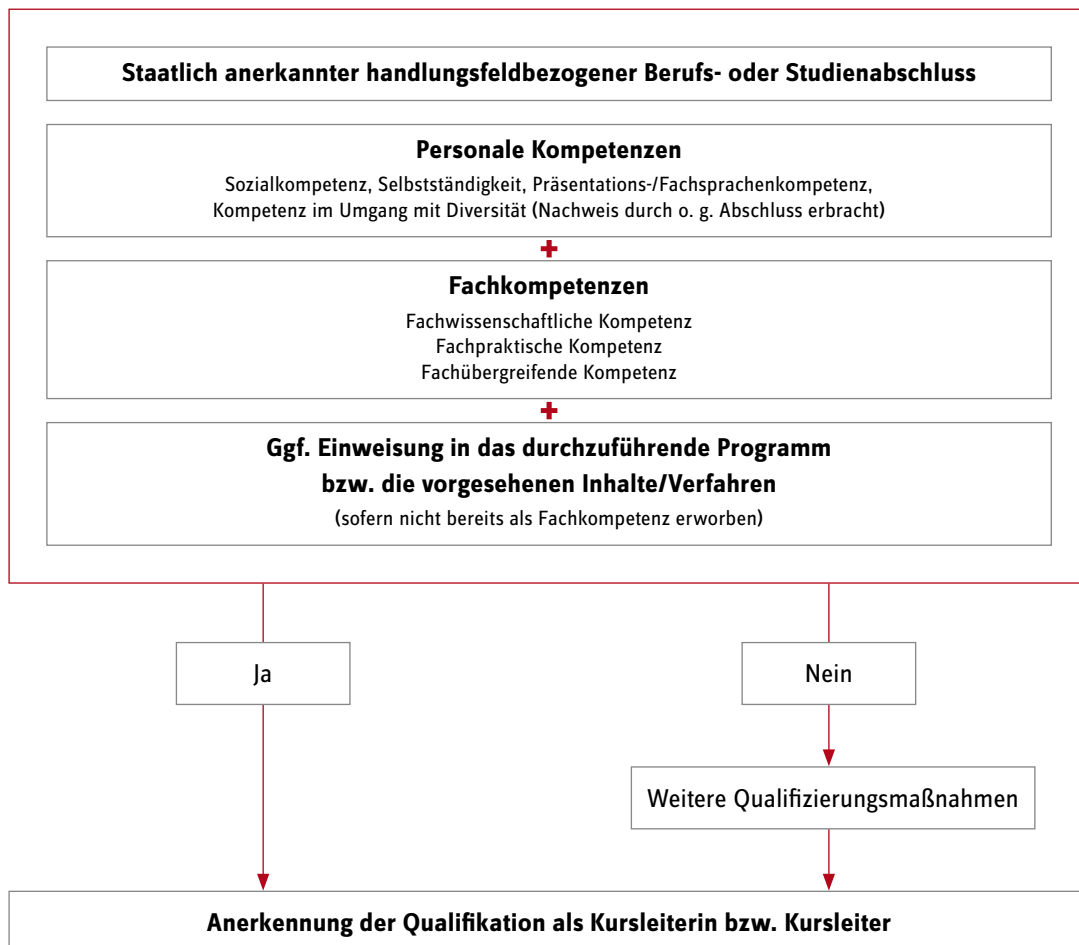 Staatlich anerkannter handlungsfeldbezogener Berufs- oder Studienabschluss
Personale Kompetenzen
Sozialkompetenz, Selbstständigkeit, Präsentations-/Fachsprachenkompetenz,
Kompetenz im Umgang mit Diversität (Nachweis durch o. g. Abschluss erbracht)
+
Fachkompetenzen
Fachwissenschaftliche Kompetenz
Fachpraktische Kompetenz
Fachübergreifende Kompetenz
+
Ggf. Einweisung in das durchzuführende Programm
bzw. die vorgesehenen Inhalte/Verfahren
(sofern nicht bereits als Fachkompetenz erworben)
Ja
Nein
Weitere Qualifizierungsmaßnahmen
Anerkennung der Qualifikation als Kursleiterin bzw. Kursleiter